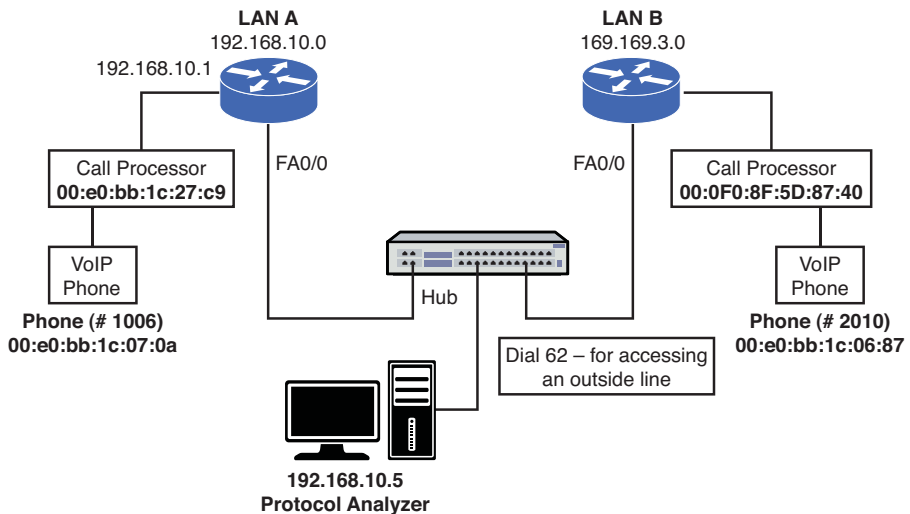 LAN A
192.168.10.0
192.168.10.1
LAN B
169.169.3.0
FA0/0
FA0/0
Call Processor
00:e0:bb:1c:27:c9
Call Processor
00:0F0:8F:5D:87:40
VoIP
Phone
Phone (# 1006)
00:e0:bb:1c:07:0a
Hub
VoIP
Phone
Phone (# 2010)
00:e0:bb:1c:06:87
Dial 62 – for accessing
an outside line
192.168.10.5
Protocol Analyzer